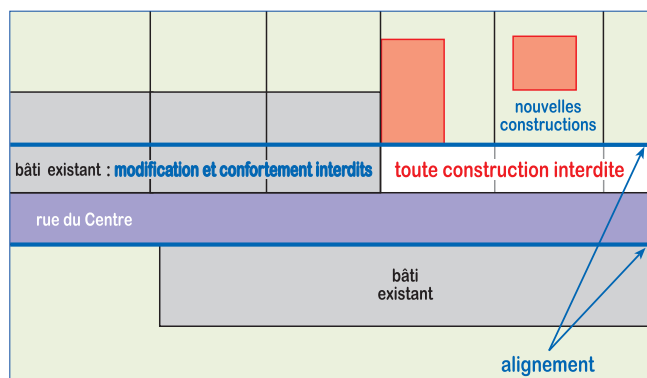 nouvelles
constructions
bâti existant : modification et confortement interdits
toute construction interdite
rue du Centre
bâti
existant
alignement